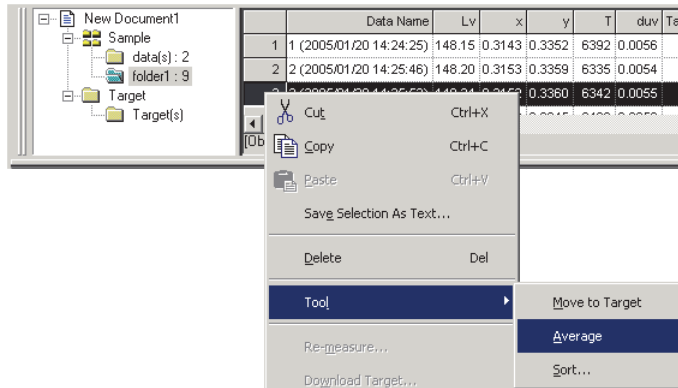 New Document1
Sample
data(s) : 2
folder1 : 9
Target
Target(s)
Data Name Lv x y T duv Ta
1 1 (2005/01/20 14:24:25) 148.15 0.3143 0.3352 6392 0.0056
2 2 (2005/01/20 14:25:46) 148.20 0.3153 0.3359 6335 0.0054
0.3360 6342 0.0055
[Ob
Cut Ctrl+X
Copy Ctrl+C
Paste Ctrl+V
Save Selection As Text...
Delete Del
Tool
Move to Target
Average
Re-measure...
Sort...
Download Target...